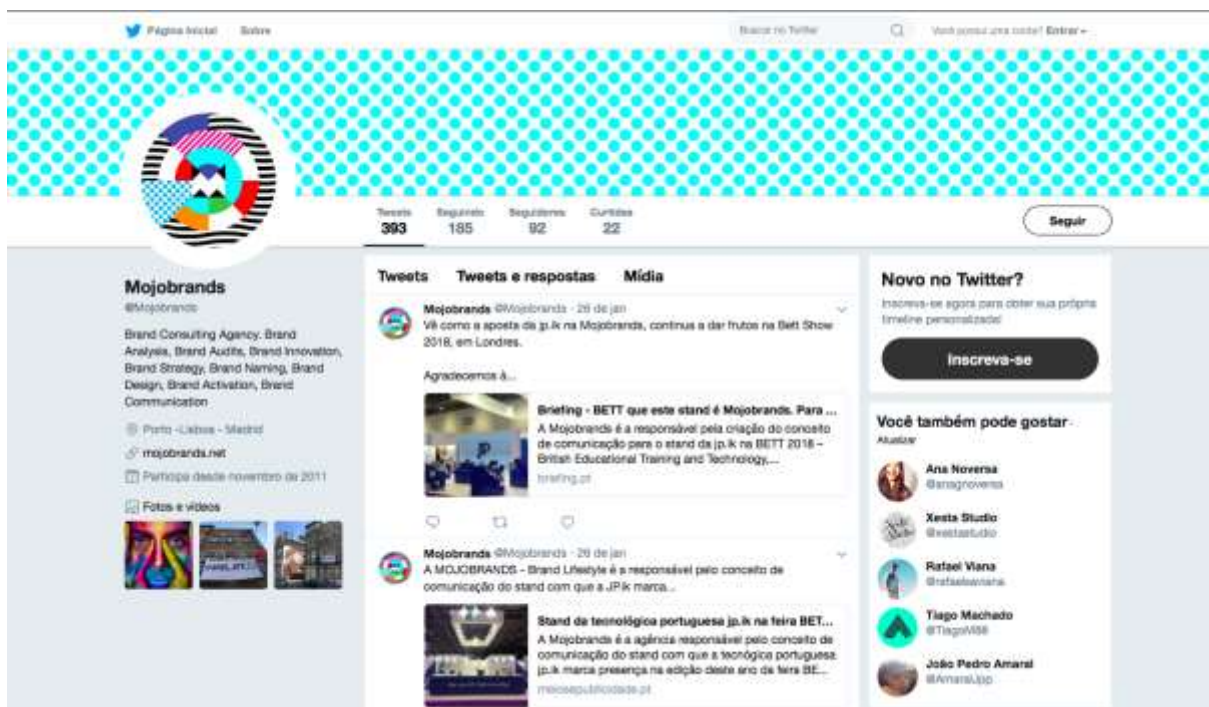 Página Inicial Sobre
Buscar no Twitter
Você possui uma conta? Entrar
Tweets Seguindo Seguidores Curtidas
393 185 92 22
Seguir
Mojobrands
@Mojobrands
Brand Consulting Agency. Brand
Analysis, Brand Audits, Brand Innovation,
Brand Strategy, Brand Naming, Brand
Design, Brand Activation, Brand
Communication
Porto - Lisboa - Madrid
mojobrands.net
Participa desde novembro de 2011
Fotos e vídeos
Tweets Tweets e respostas Mídia
Mojobrands @Mojobrands · 26 de jan
Vê como a aposta da jp.ik na Mojobrands, continua a dar frutos na Bett Show
2018, em Londres.
Agradecemos à...
Briefing - BETT que este stand é Mojobrands. Para ...
A Mojobrands é a responsável pela criação do conceito
de comunicação para o stand da jp.ik na BETT 2018 –
British Educational Training and Technology,...
briefing.pt
Mojobrands @Mojobrands · 26 de jan
A MOJOBRANDS – Brand Lifestyle é a responsável pelo conceito de
comunicação do stand com que a JP.ik marca...
Stand da tecnológica portuguesa jp.ik na feira BET...
A Mojobrands é a agência responsável pelo conceito de
comunicação do stand com que a tecnógica portuguesa
jp.ik marca presença na edição deste ano da feira BE...
meiosepublicidade.pt
Novo no Twitter?
Inscreva-se agora para obter sua própria
timeline personalizada!
Inscreva-se
Você também pode gostar ·
Atualizar
Ana Noversa
@anagnoversa
Xesta Studio
@xestastudio
Rafael Viana
@rafaelsviana
Tiago Machado
@TiagoM88
João Pedro Amaral
@AmaralJpp